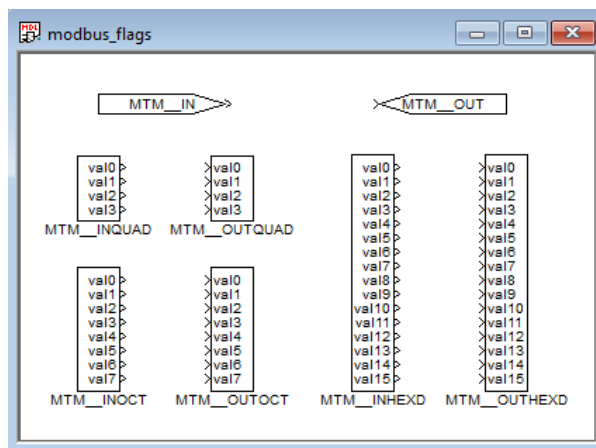 MDL modbus_flags
MTM__IN
MTM__OUT
val0
val1
val2
val3
MTM__INQUAD
val0
val1
val2
val3
MTM__OUTQUAD
val0
val1
val2
val3
val4
val5
val6
val7
MTM__INOCT
val0
val1
val2
val3
val4
val5
val6
val7
MTM__OUTOCT
val0
val1
val2
val3
val4
val5
val6
val7
val8
val9
val10
val11
val12
val13
val14
val15
MTM__INHEXD
val0
val1
val2
val3
val4
val5
val6
val7
val8
val9
val10
val11
val12
val13
val14
val15
MTM__OUTHEXD